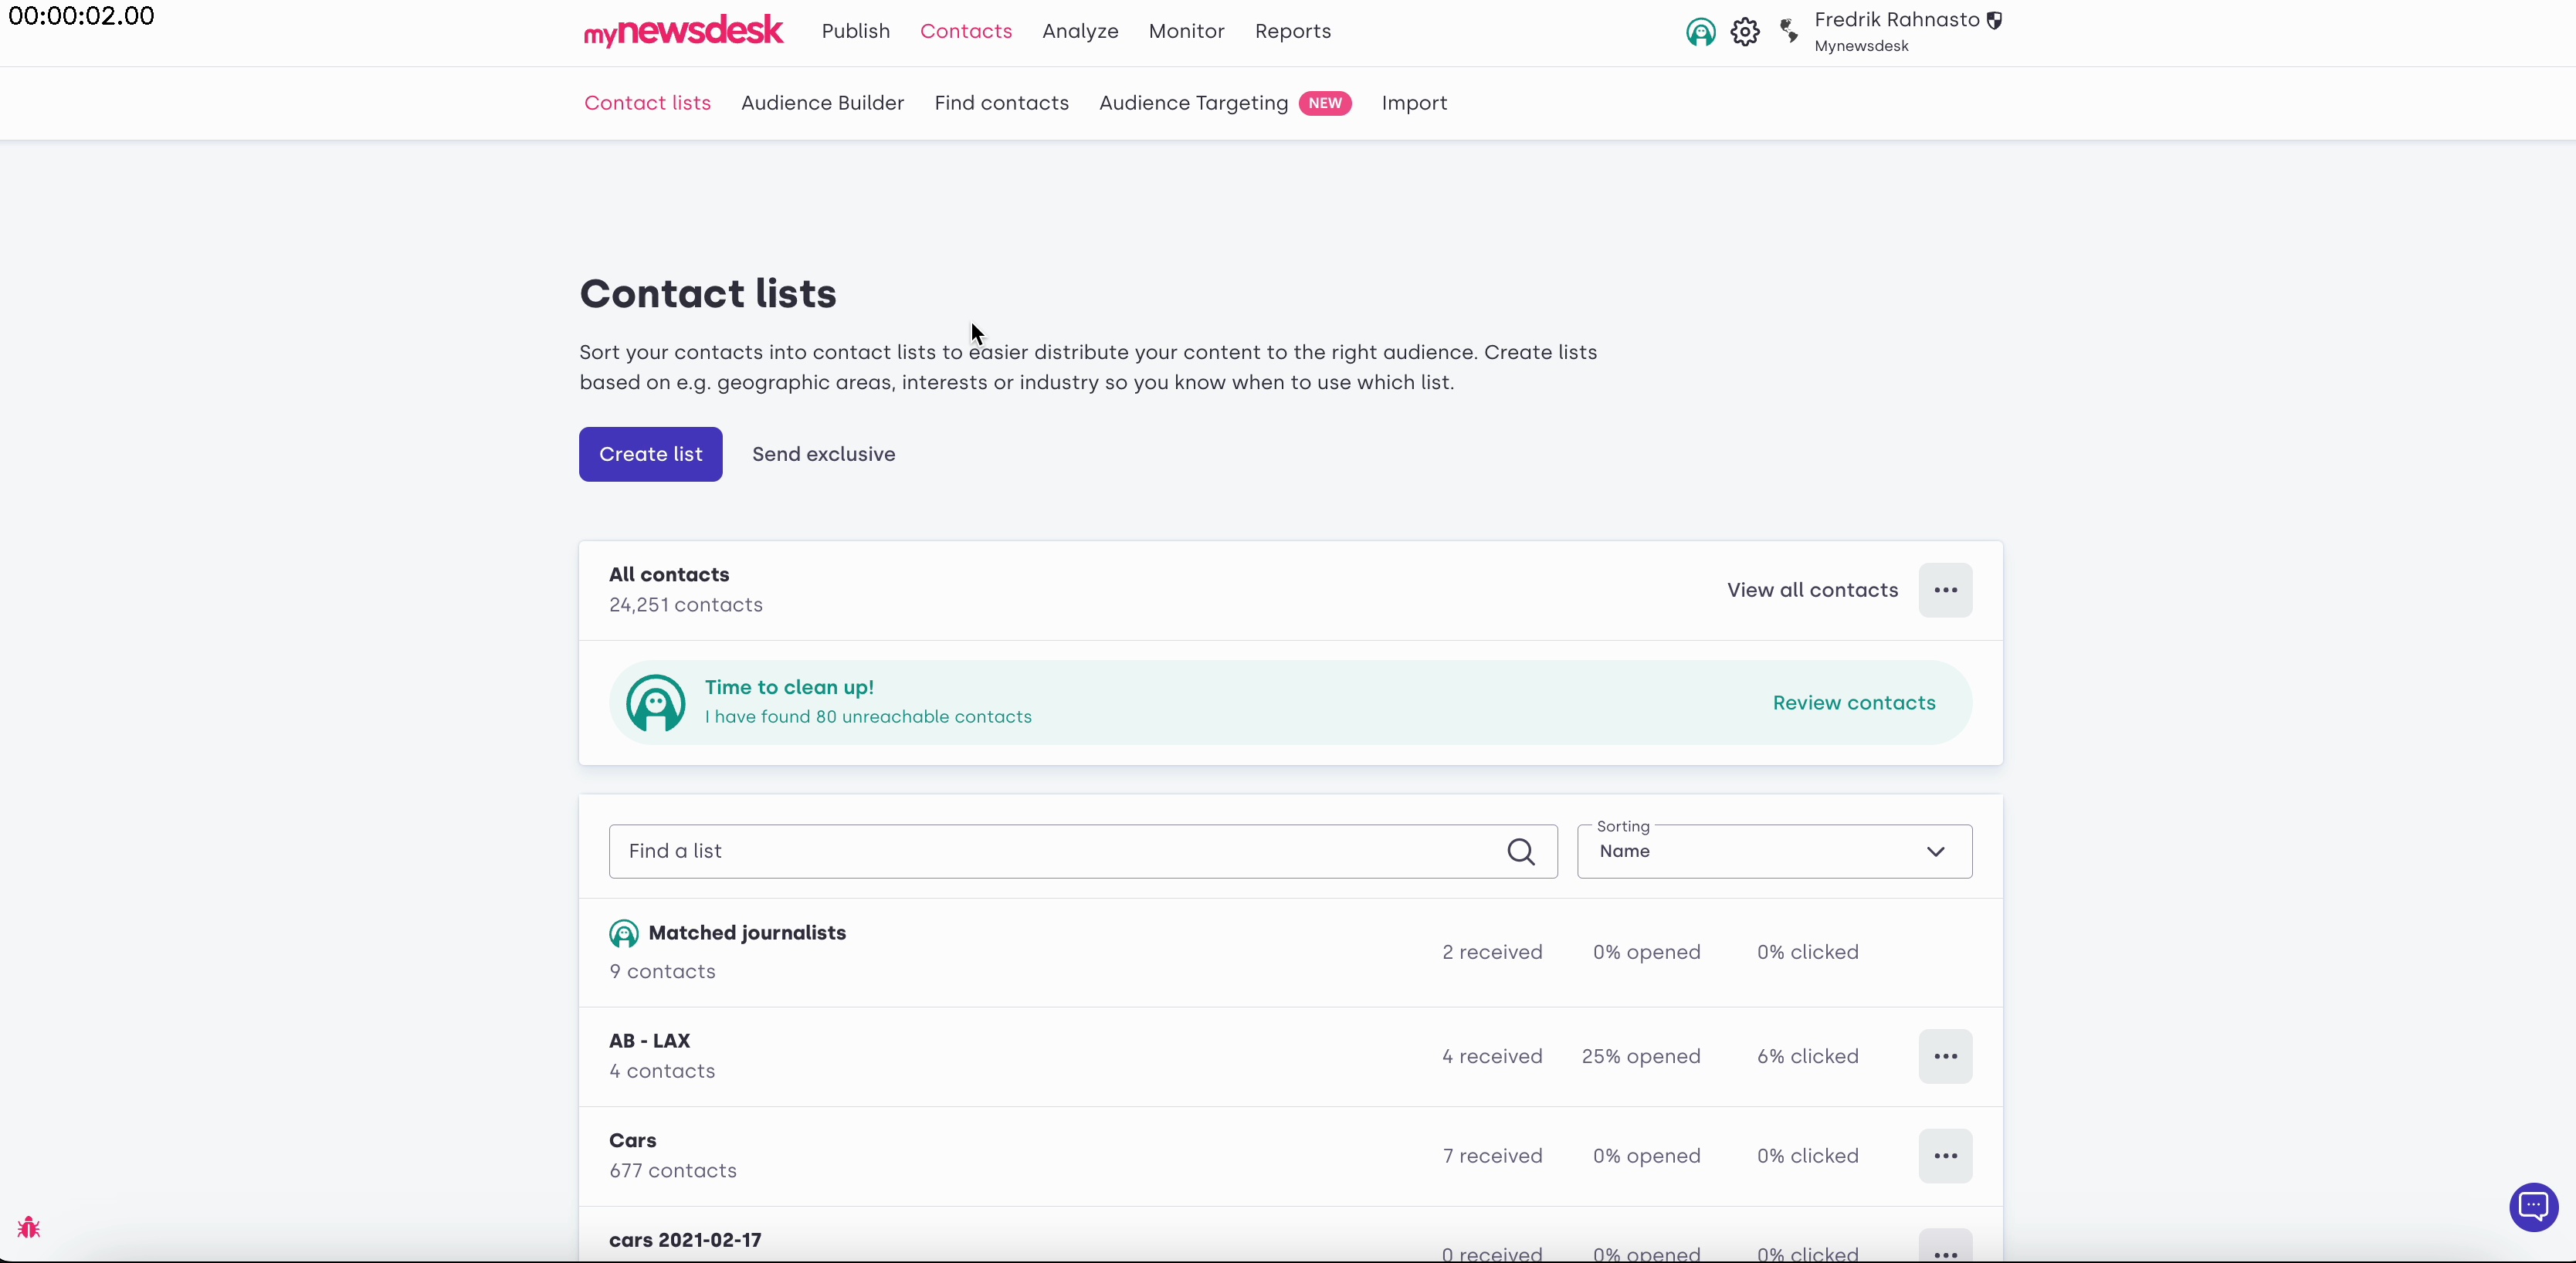 00:00:02.00
mynewsdesk Publish Contacts Analyze Monitor Reports
Fredrik Rahnasto
Mynewsdesk
Contact lists Audience Builder Find contacts Audience Targeting NEW Import
Contact lists
Sort your contacts into contact lists to easier distribute your content to the right audience. Create lists
based on e.g. geographic areas, interests or industry so you know when to use which list.
Create list Send exclusive
All contacts
24,251 contacts
View all contacts
Time to clean up!
I have found 80 unreachable contacts
Review contacts
Find a list
Sorting
Name
Matched journalists
9 contacts
2 received 0% opened 0% clicked
AB - LAX
4 contacts
4 received 25% opened 6% clicked
Cars
677 contacts
7 received 0% opened 0% clicked
cars 2021-02-17
0 received 0% opened 0% clicked